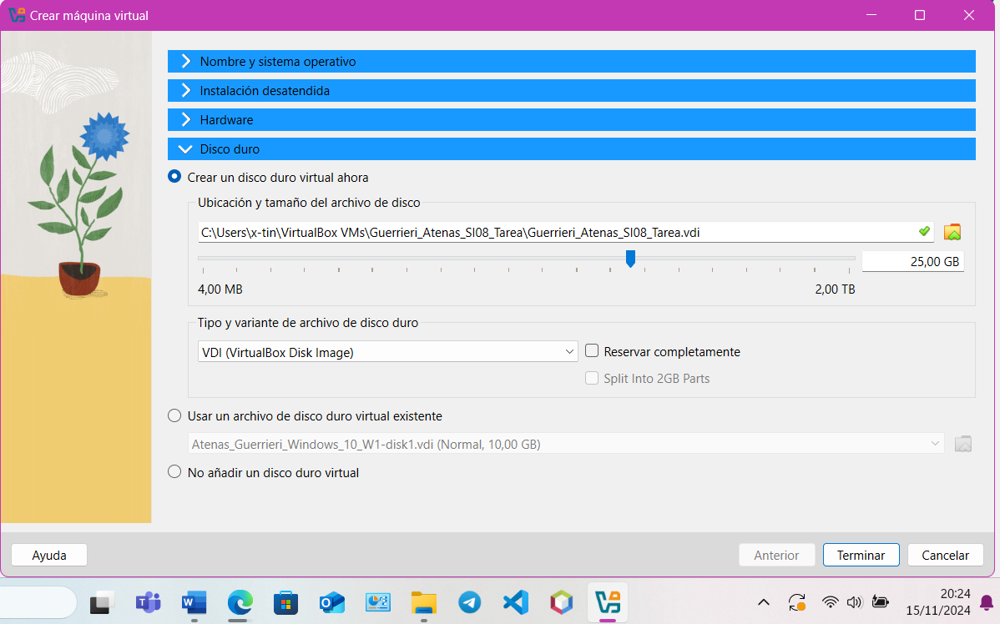 Crear máquina virtual
Nombre y sistema operativo
Instalación desatendida
Hardware
Disco duro
Crear un disco duro virtual ahora
Ubicación y tamaño del archivo de disco
C:\Users\x-tin\VirtualBox VMs\Guerrieri_Atenas_SI08_Tarea\Guerrieri_Atenas_SI08_Tarea.vdi
25,00 GB
4,00 MB 2,00 TB
Tipo y variante de archivo de disco duro
VDI (VirtualBox Disk Image) Reservar completamente
Split Into 2GB Parts
Usar un archivo de disco duro virtual existente
Atenas_Guerrieri_Windows_10_W1-disk1.vdi (Normal, 10,00 GB)
No añadir un disco duro virtual
Ayuda Anterior Terminar Cancelar
20:24
15/11/2024